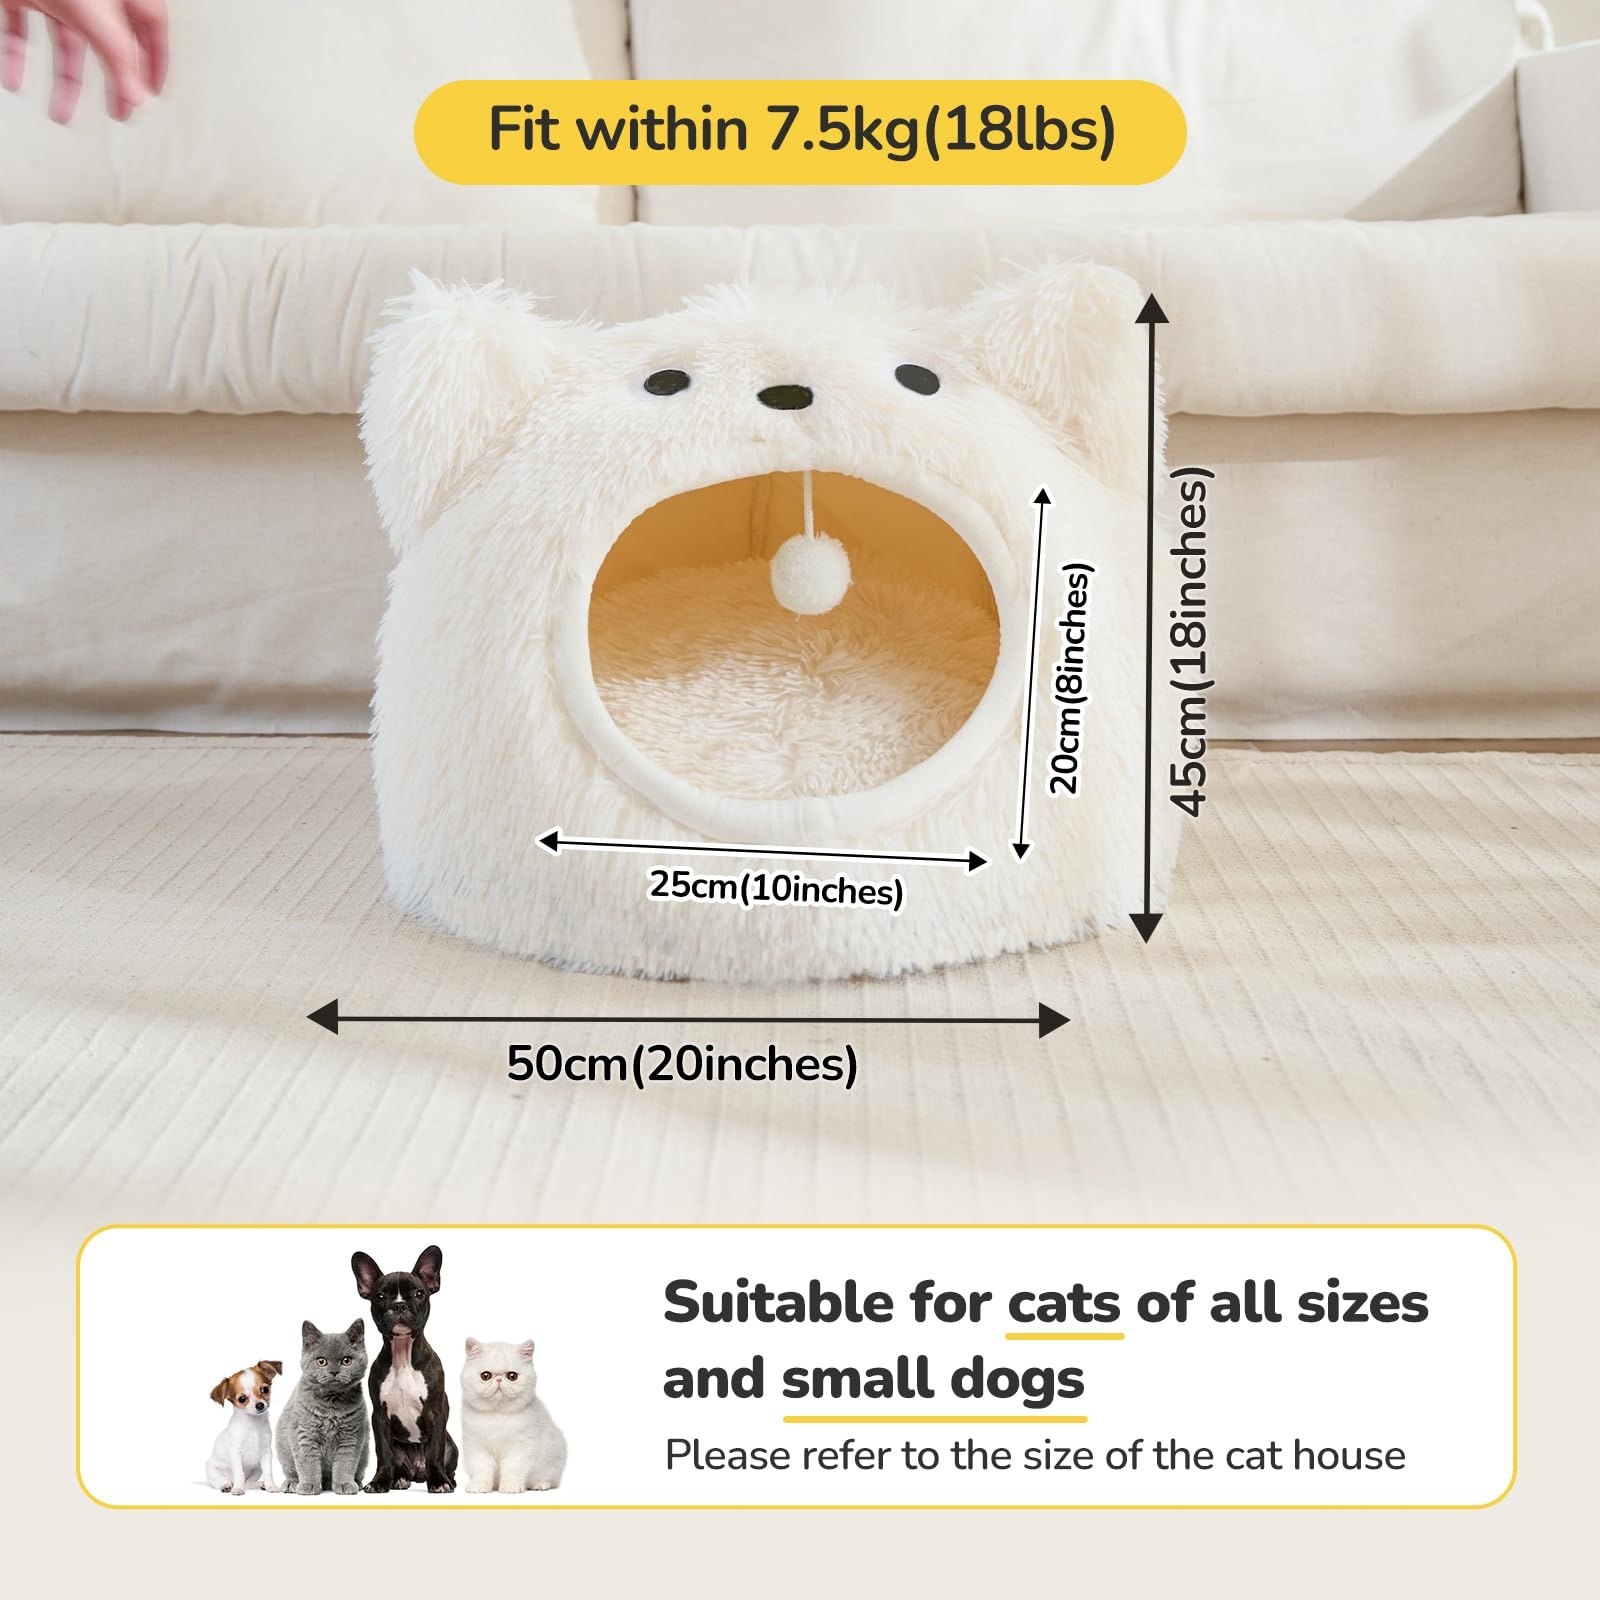 Fit within 7.5kg(18lbs)
20cm(8inches)
45cm(18inches)
25cm(10inches)
50cm(20inches)
Suitable for cats of all sizes
and small dogs
Please refer to the size of the cat house